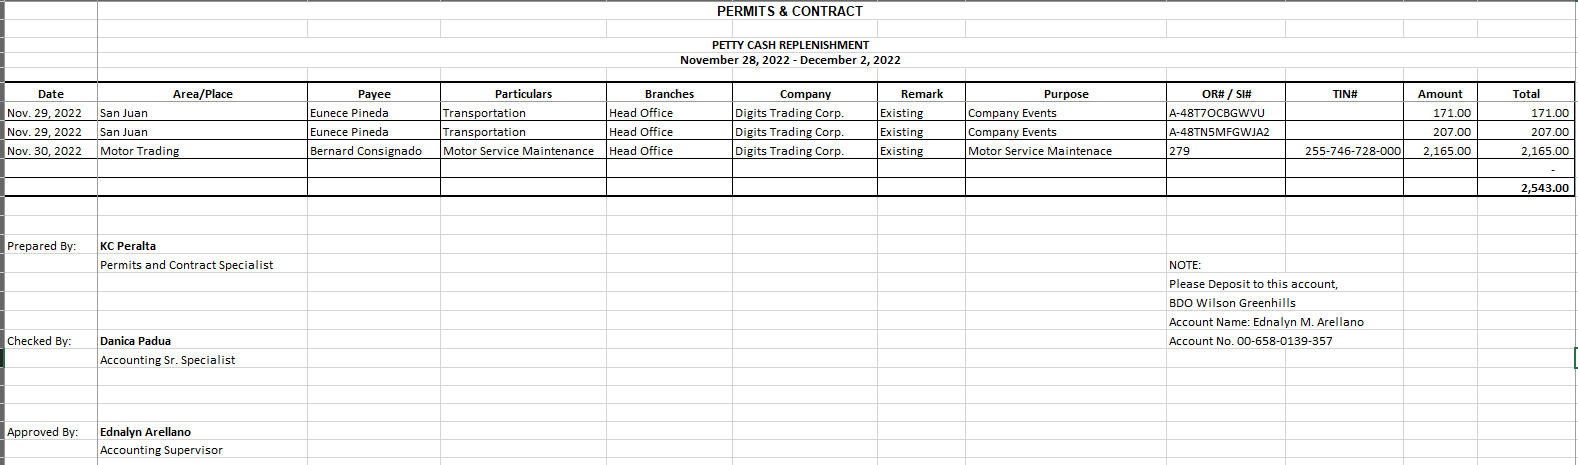 PERMITS & CONTRACT
PETTY CASH REPLENISHMENT
November 28, 2022 - December 2, 2022
Date Area/Place Payee Particulars Branches Company Remark Purpose OR# / SI# TIN# Amount Total
Nov. 29, 2022 San Juan Eunece Pineda Transportation Head Office Digits Trading Corp. Existing Company Events A-48T7OCBGWVU 171.00 171.00
Nov. 29, 2022 San Juan Eunece Pineda Transportation Head Office Digits Trading Corp. Existing Company Events A-48TN5MFGWJA2 207.00 207.00
Nov. 30, 2022 Motor Trading Bernard Consignado Motor Service Maintenance Head Office Digits Trading Corp. Existing Motor Service Maintenace 279 255-746-728-000 2,165.00 2,165.00
-
2,543.00
Prepared By: KC Peralta
Permits and Contract Specialist
NOTE:
Please Deposit to this account,
BDO Wilson Greenhills
Account Name: Ednalyn M. Arellano
Account No. 00-658-0139-357
Checked By: Danica Padua
Accounting Sr. Specialist
Approved By: Ednalyn Arellano
Accounting Supervisor